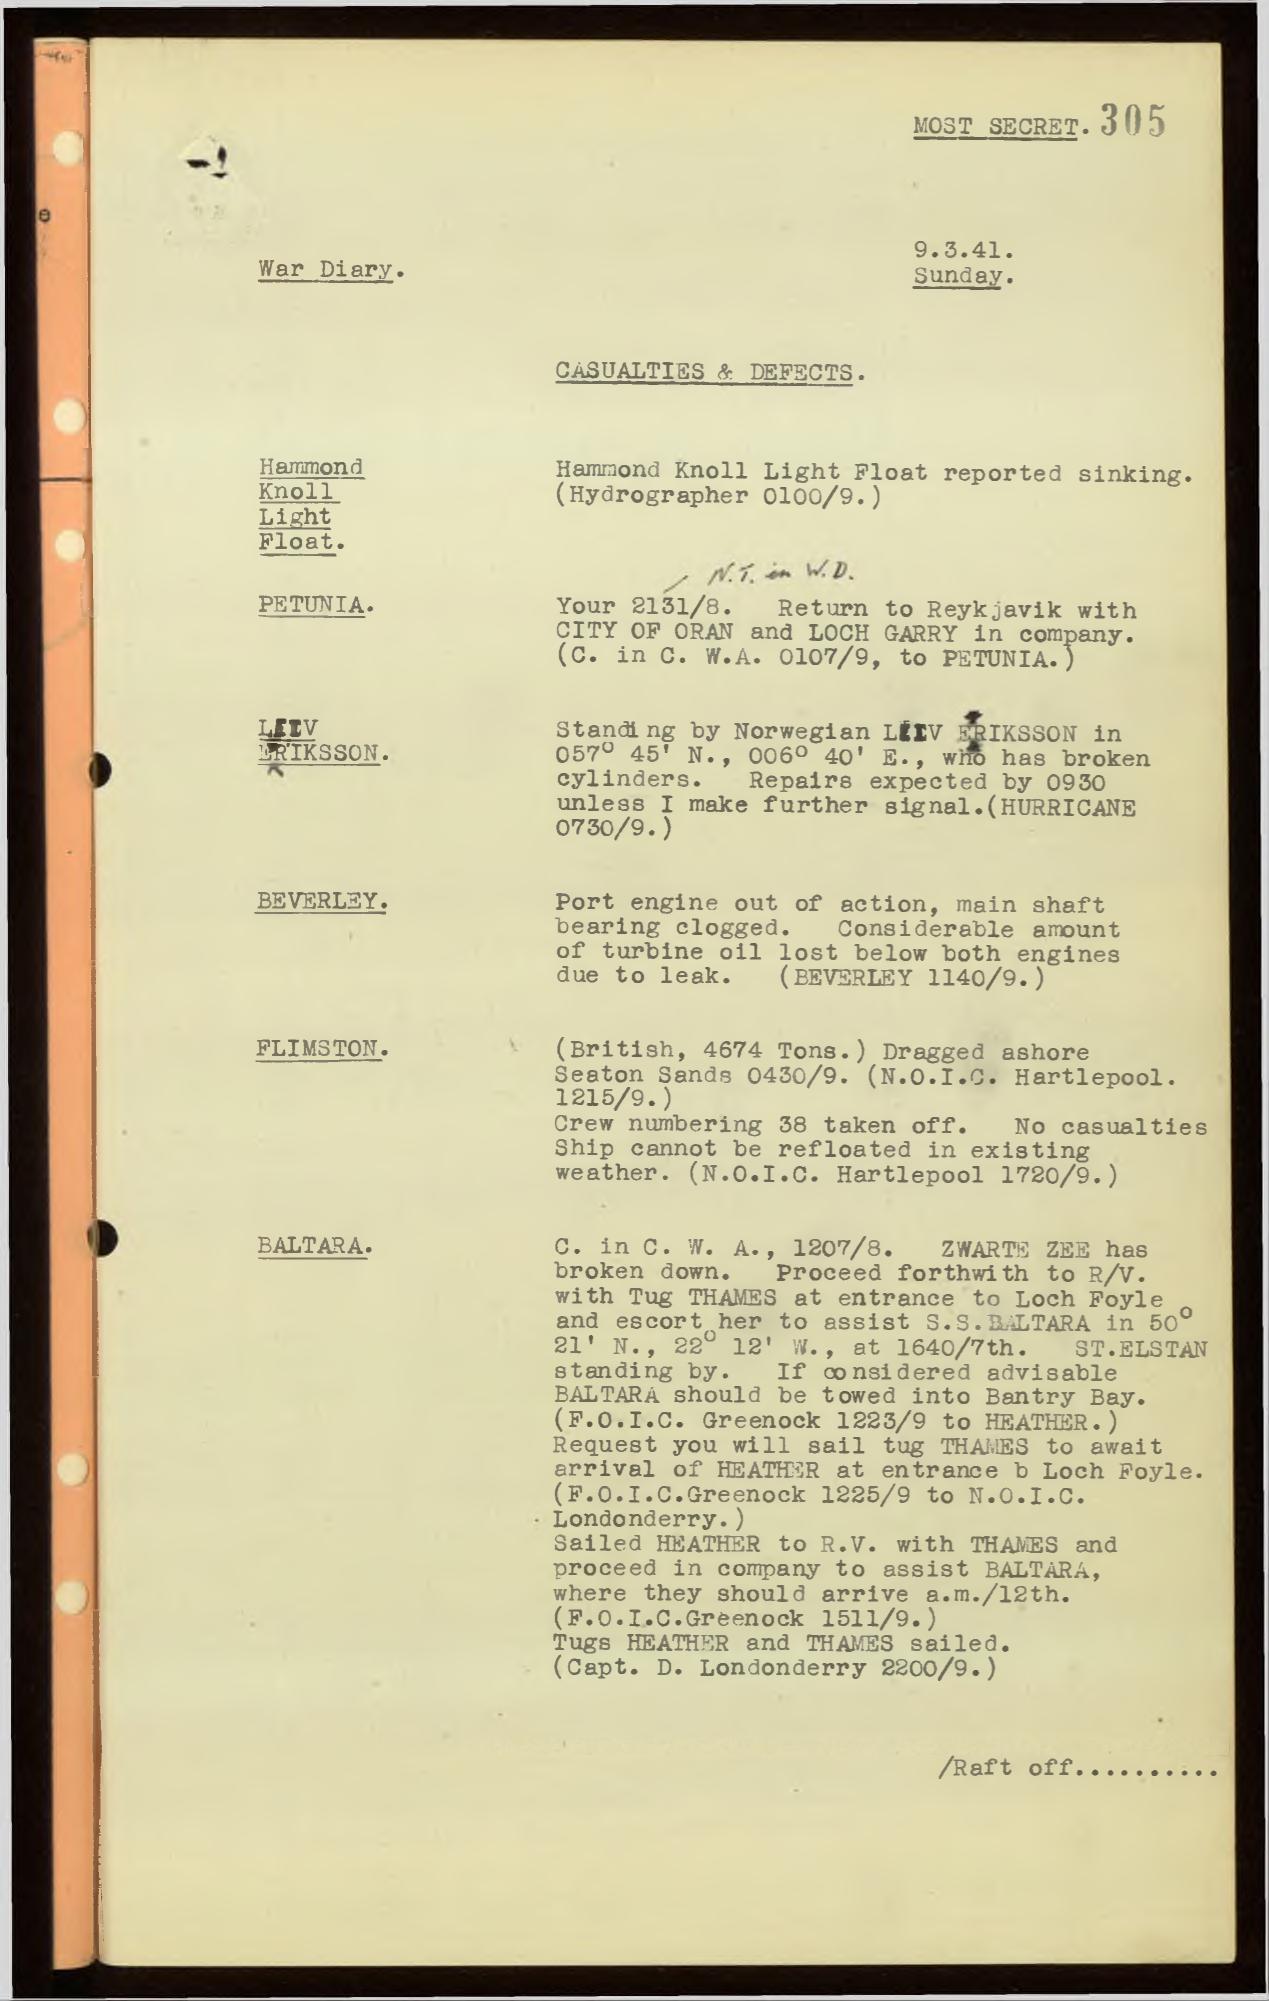 MOST SECRET. 305
9.3.41.
War Diary.
Sunday.
CASUALTIES & DEFECTS.
Hammond
Knoll
Light
Float.
Hammond Knoll Light Float reported sinking.
(Hydrographer 0100/9.)
N.T. in W.D.
PETUNIA.
Your 2131/8. Return to Reykjavik with
CITY OF ORAN and LOCH GARRY in company.
(C. in C. W.A. 0107/9, to PETUNIA.)
LEIV
ERIKSSON.
Standing by Norwegian LEIV ERIKSSON in
057° 45' N., 006° 40' E., who has broken
cylinders. Repairs expected by 0930
unless I make further signal.(HURRICANE
0730/9.)
BEVERLEY.
Port engine out of action, main shaft
bearing clogged. Considerable amount
of turbine oil lost below both engines
due to leak. (BEVERLEY 1140/9.)
FLIMSTON.
(British, 4674 Tons.) Dragged ashore
Seaton Sands 0430/9. (N.O.I.C. Hartlepool.
1215/9.)
Crew numbering 38 taken off. No casualties
Ship cannot be refloated in existing
weather. (N.O.I.C. Hartlepool 1720/9.)
BALTARA.
C. in C. W. A., 1207/8. ZWARTE ZEE has
broken down. Proceed forthwith to R/V.
with Tug THAMES at entrance to Loch Foyle
and escort her to assist S.S.BALTARA in 50°
21' N., 22° 12' W., at 1640/7th. ST.ELSTAN
standing by. If considered advisable
BALTARA should be towed into Bantry Bay.
(F.O.I.C. Greenock 1223/9 to HEATHER.)
Request you will sail tug THAMES to await
arrival of HEATHER at entrance b Loch Foyle.
(F.O.I.C.Greenock 1225/9 to N.O.I.C.
Londonderry.)
Sailed HEATHER to R.V. with THAMES and
proceed in company to assist BALTARA,
where they should arrive a.m./12th.
(F.O.I.C.Greenock 1511/9.)
Tugs HEATHER and THAMES sailed.
(Capt. D. Londonderry 2200/9.)
/Raft off..........